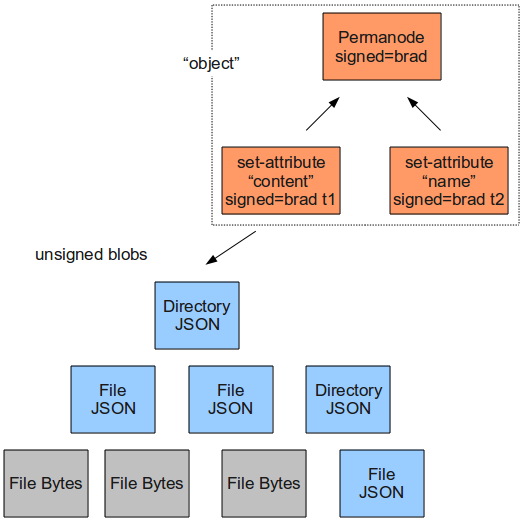 Permanode
signed=brad
“object”
set-attribute
“content”
signed=brad t1
set-attribute
“name”
signed=brad t2
unsigned blobs
Directory
JSON
File
JSON
File
JSON
Directory
JSON
File Bytes
File Bytes
File Bytes
File
JSON